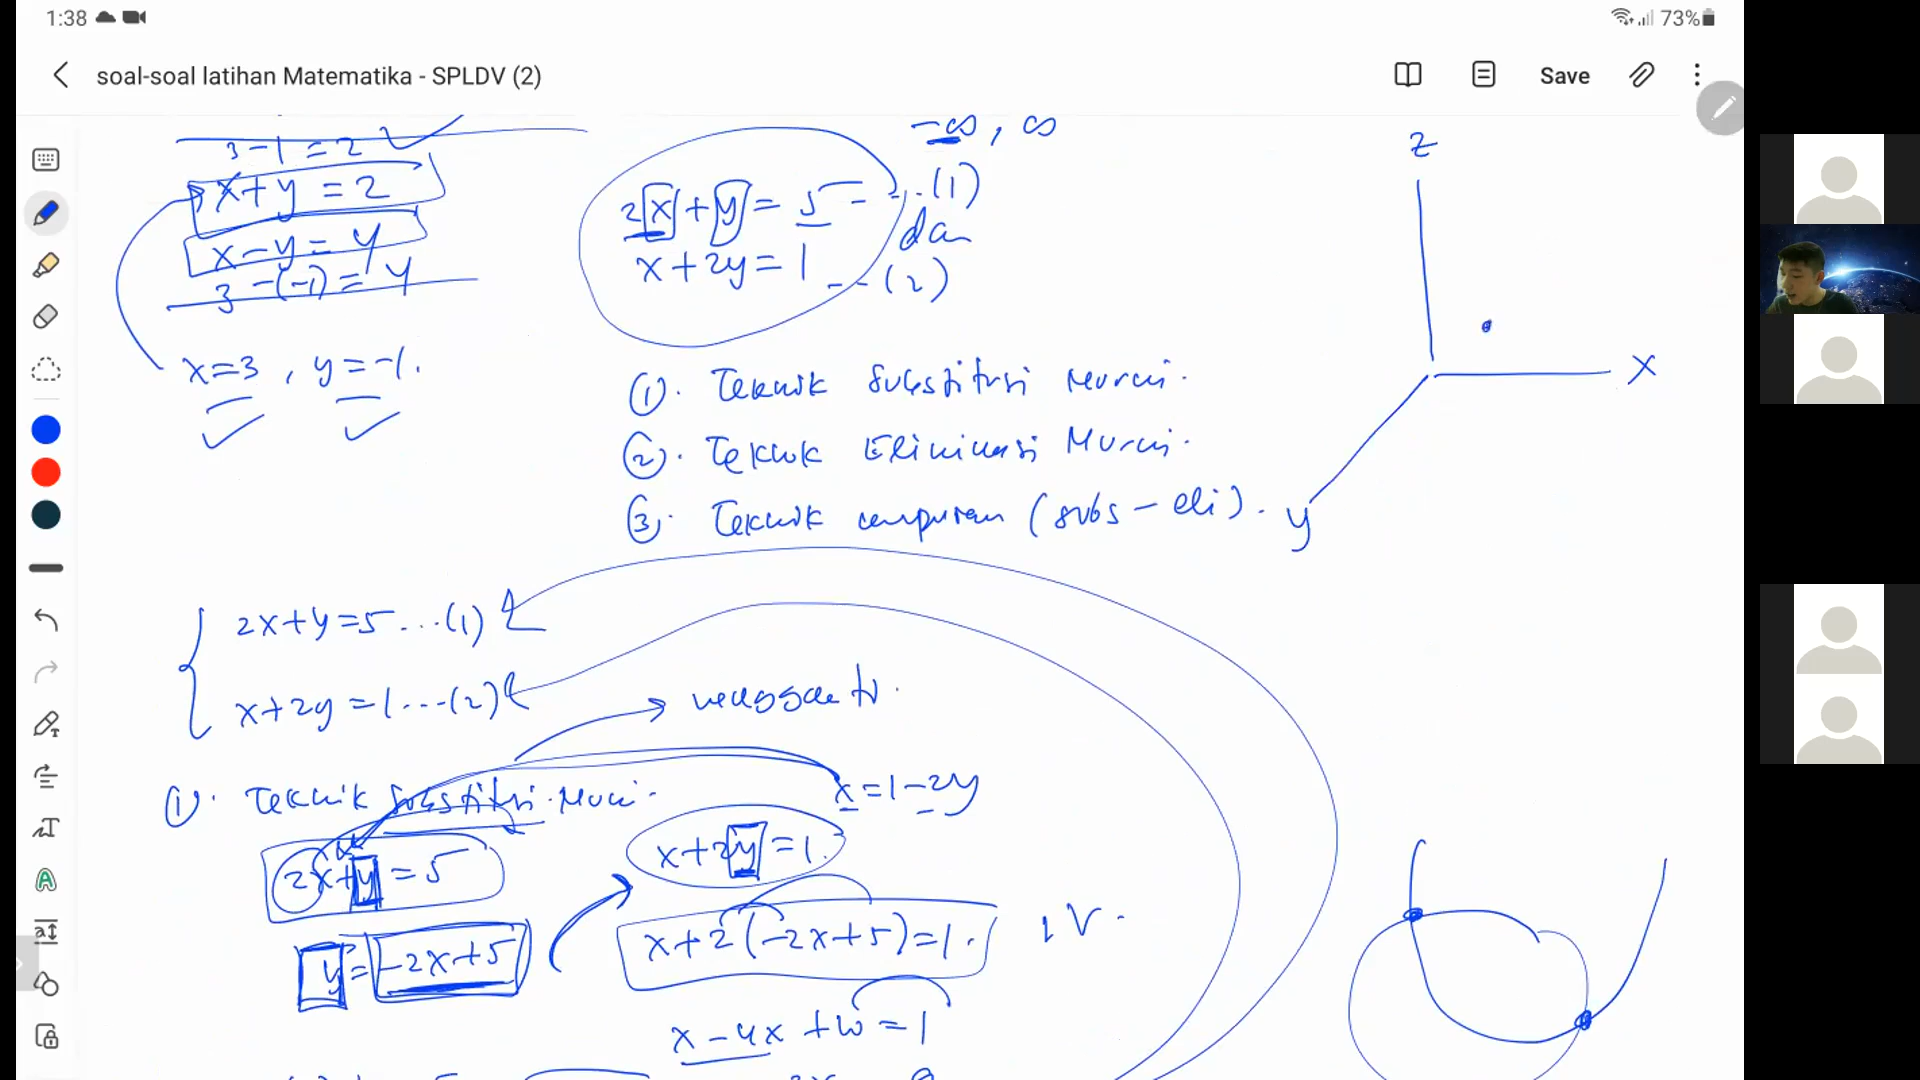 1:38
73%
soal-soal latihan Matematika - SPLDV (2)
Save
3-1=2
x+y=2
x-y=4
3-(-1)=4
x=3, y=-1.
-∞, ∞
2x+y=5--..(1)
dan
x+2y=1---(2)
(1). Teknik Substitusi Murni.
(2). Teknik Eliminasi Murni.
(3). Teknik campuran (subs-eli).
z
x
y
2x+y=5...(1)
x+2y=1...(2)
menggantikan.
(1). Teknik Substitusi Murni.
x=1-2y
2x+y=5
x+2y=1.
y=-2x+5
x+2(-2x+5)=1.
1V.
x-4x+10=1